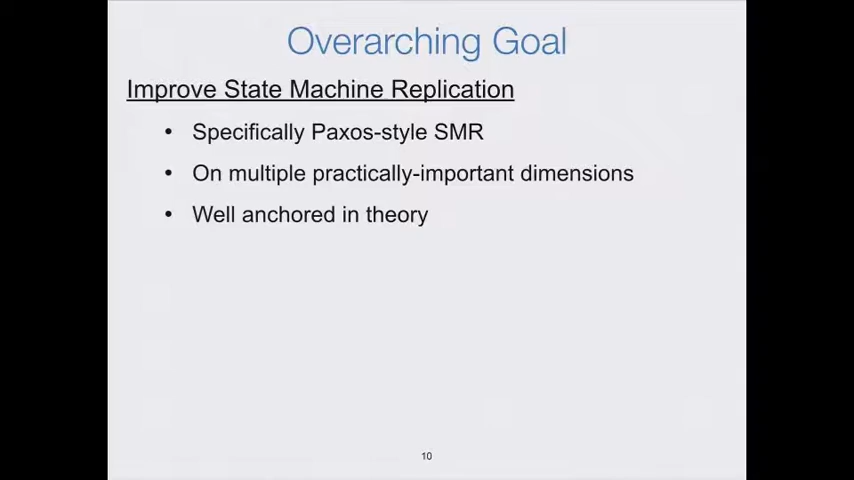 Overarching Goal
Improve State Machine Replication
• Specifically Paxos-style SMR
• On multiple practically-important dimensions
• Well anchored in theory
10